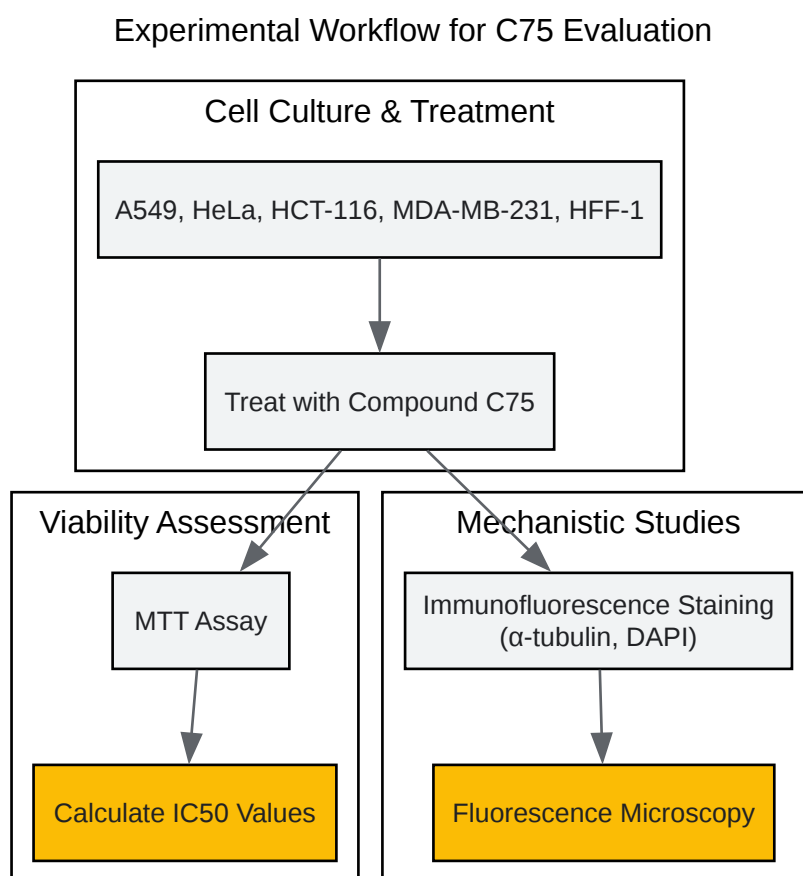 Experimental Workflow for C75 Evaluation
Cell Culture & Treatment
A549, HeLa, HCT-116, MDA-MB-231, HFF-1
Treat with Compound C75
Viability Assessment
MTT Assay
Calculate IC50 Values
Mechanistic Studies
Immunofluorescence Staining
(α-tubulin, DAPI)
Fluorescence Microscopy